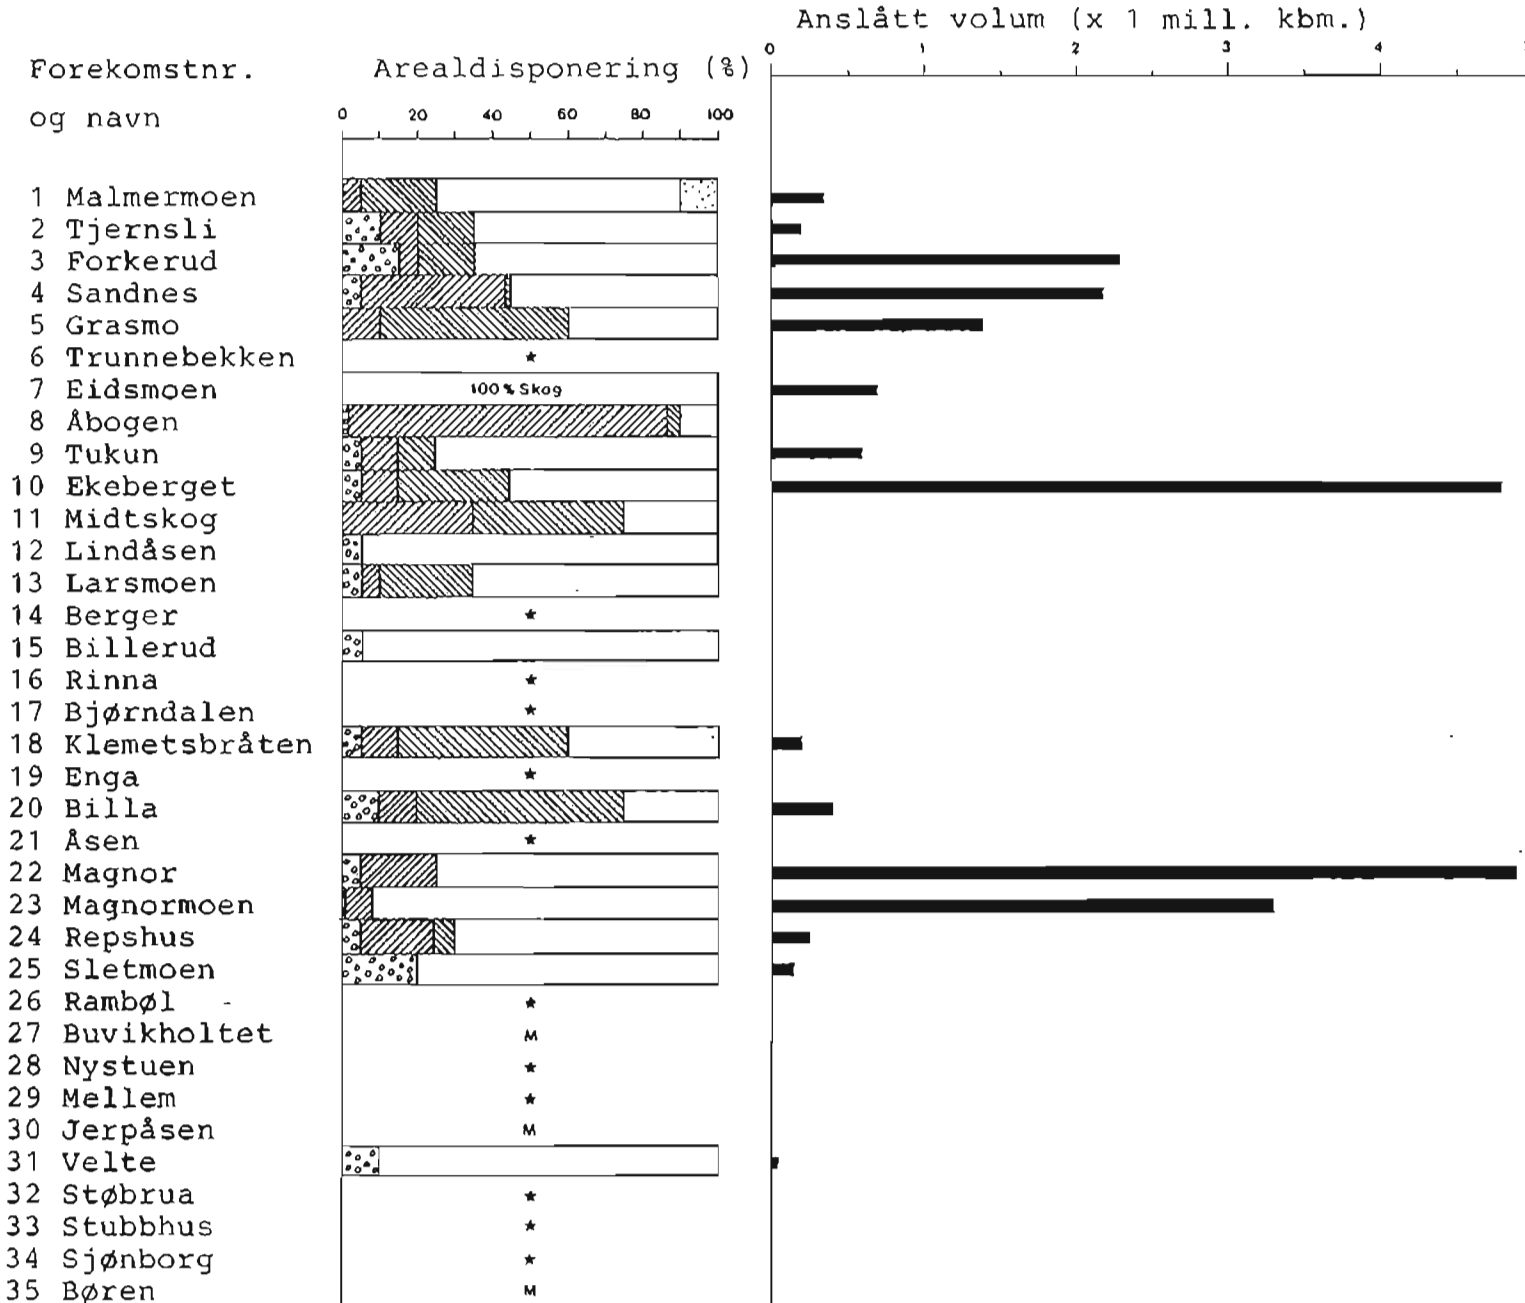 Anslått volum (x 1 mill. kbm.)
0 1 2 3 4
Forekomstnr. Arealdisponering (%)
og navn
0 20 40 60 80 100
1 Malmermoen
2 Tjernsli
3 Forkerud
4 Sandnes
5 Grasmo
6 Trunnebekken ★
7 Eidsmoen 100 % Skog
8 Åbogen
9 Tukun
10 Ekeberget
11 Midtskog
12 Lindåsen
13 Larsmoen
14 Berger ★
15 Billerud
16 Rinna ★
17 Bjørndalen ★
18 Klemetsbråten
19 Enga ★
20 Billa
21 Åsen ★
22 Magnor
23 Magnormoen
24 Repshus
25 Sletmoen
26 Rambøl - ★
27 Buvikholtet M
28 Nystuen ★
29 Mellem ★
30 Jerpåsen M
31 Velte
32 Støbrua ★
33 Stubbhus ★
34 Sjønborg ★
35 Børen M